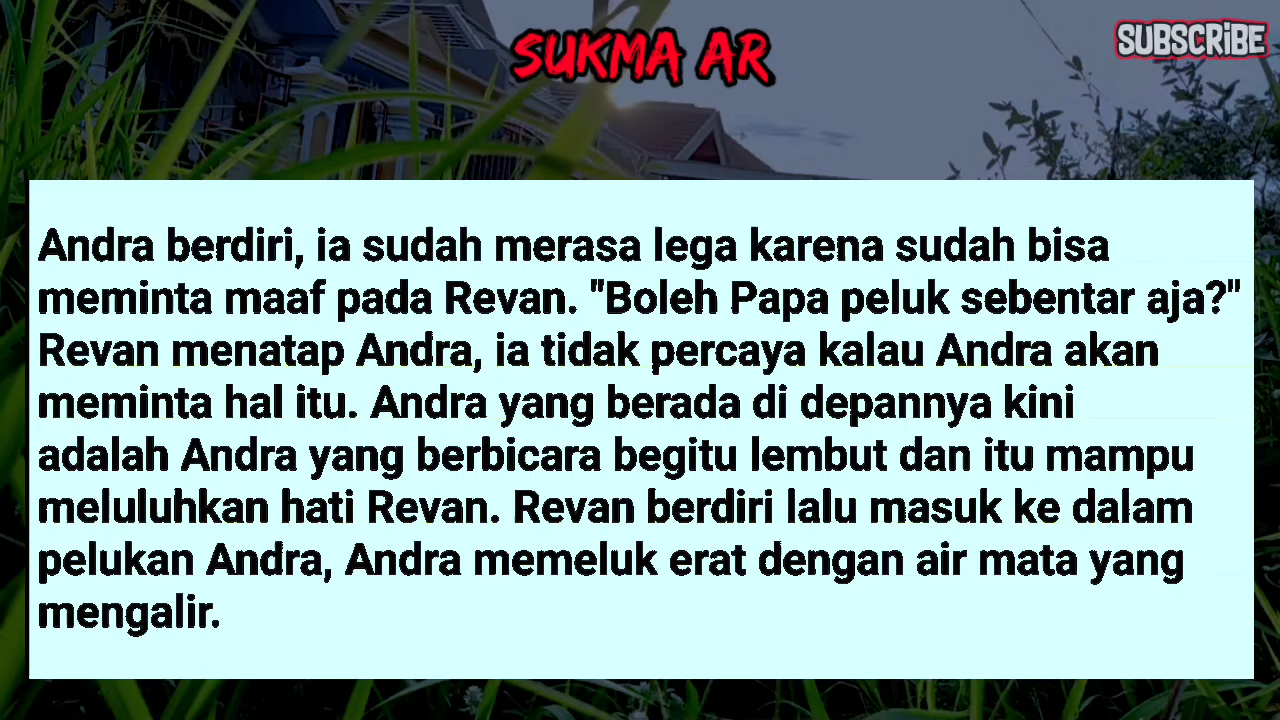 SUKMA AR
SUBSCRiBE
Andra berdiri, ia sudah merasa lega karena sudah bisa
meminta maaf pada Revan. "Boleh Papa peluk sebentar aja?"
Revan menatap Andra, ia tidak percaya kalau Andra akan
meminta hal itu. Andra yang berada di depannya kini
adalah Andra yang berbicara begitu lembut dan itu mampu
meluluhkan hati Revan. Revan berdiri lalu masuk ke dalam
pelukan Andra, Andra memeluk erat dengan air mata yang
mengalir.